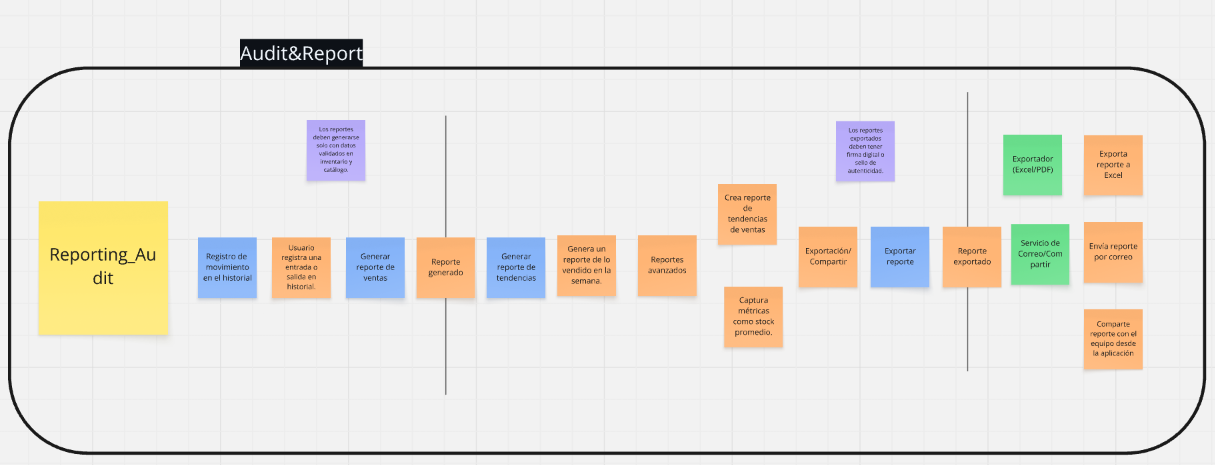 Audit&Report
Reporting_Au
dit
Registro de
movimiento
en el historial
Usuario
registra una
entrada o
salida en
historial.
Los reportes
deben generarse
solo con datos
validados en
inventario y
catálogo.
Generar
reporte de
ventas
Reporte
generado
Generar
reporte de
tendencias
Genera un
reporte de lo
vendido en la
semana.
Reportes
avanzados
Crea reporte
de
tendencias
de ventas
Captura
métricas
como stock
promedio.
Exportación/
Compartir
Los reportes
exportados
deben tener
firma digital o
sello de
autenticidad.
Exportar
reporte
Reporte
exportado
Exportador
(Excel/PDF)
Exporta
reporte a
Excel
Servicio de
Correo/Com
partir
Envía reporte
por correo
Comparte
reporte con el
equipo desde
la aplicación